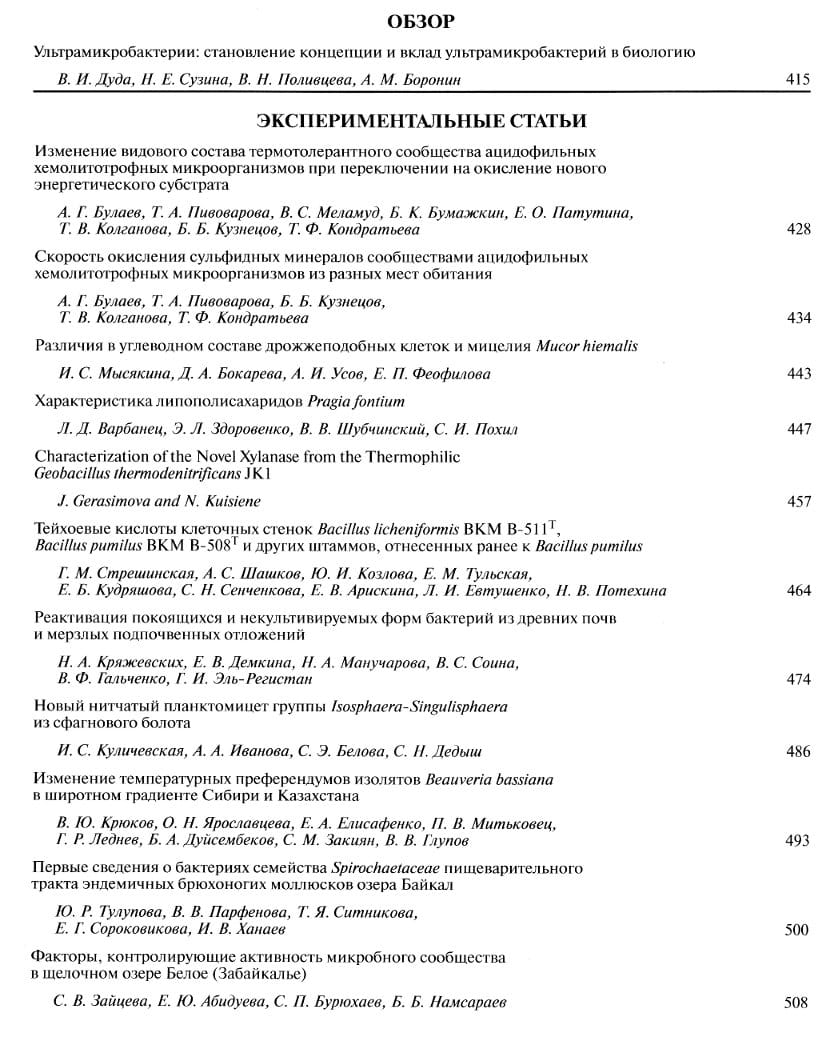 ОБЗОР
Ультрамикробактерии: становление концепции и вклад ультрамикробактерий в биологию
В. И. Дуда, Н. Е. Сузина, В. Н. Поливцева, А. М. Боронин 415
ЭКСПЕРИМЕНТАЛЬНЫЕ СТАТЬИ
Изменение видового состава термотолерантного сообщества ацидофильных
хемолитотрофных микроорганизмов при переключении на окисление нового
энергетического субстрата
А. Г. Булаев, Т. А. Пивоварова, В. С. Меламуд, Б. К. Бумажкин, Е. О. Патутина,
Т. В. Колганова, Б. Б. Кузнецов, Т. Ф. Кондратьева 428
Скорость окисления сульфидных минералов сообществами ацидофильных
хемолитотрофных микроорганизмов из разных мест обитания
А. Г. Булаев, Т. А. Пивоварова, Б. Б. Кузнецов,
Т. В. Колганова, Т. Ф. Кондратьева 434
Различия в углеводном составе дрожжеподобных клеток и мицелия Mucor hiemalis
И. С. Мысякина, Д. А. Бокарева, А. И. Усов, Е. П. Феофилова 443
Характеристика липополисахаридов Pragia fontium
Л. Д. Варбанец, Э. Л. Здоровенко, В. В. Шубчинский, С. И. Похил 447
Characterization of the Novel Xylanase from the Thermophilic
Geobacillus thermodenitrificans JK1
J. Gerasimova and N. Kuisiene 457
Тейхоевые кислоты клеточных стенок Bacillus licheniformis ВКМ В-511ᵀ,
Bacillus pumilus ВКМ В-508ᵀ и других штаммов, отнесенных ранее к Bacillus pumilus
Г. М. Стрешинская, А. С. Шашков, Ю. И. Козлова, Е. М. Тульская,
Е. Б. Кудряшова, С. Н. Сенченкова, Е. В. Арискина, Л. И. Евтушенко, Н. В. Потехина 464
Реактивация покоящихся и некультивируемых форм бактерий из древних почв
и мерзлых подпочвенных отложений
Н. А. Кряжевских, Е. В. Демкина, Н. А. Манучарова, В. С. Соина,
В. Ф. Гальченко, Г. И. Эль-Регистан 474
Новый нитчатый планктомицет группы Isosphaera-Singulisphaera
из сфагнового болота
И. С. Куличевская, А. А. Иванова, С. Э. Белова, С. Н. Дедыш 486
Изменение температурных преферендумов изолятов Beauveria bassiana
в широтном градиенте Сибири и Казахстана
В. Ю. Крюков, О. Н. Ярославцева, Е. А. Елисафенко, П. В. Митьковец,
Г. Р. Леднев, Б. А. Дуйсембеков, С. М. Закиян, В. В. Глупов 493
Первые сведения о бактериях семейства Spirochaetaceae пищеварительного
тракта эндемичных брюхоногих моллюсков озера Байкал
Ю. Р. Тулупова, В. В. Парфенова, Т. Я. Ситникова,
Е. Г. Сороковикова, И. В. Ханаев 500
Факторы, контролирующие активность микробного сообщества
в щелочном озере Белое (Забайкалье)
С. В. Зайцева, Е. Ю. Абидуева, С. П. Бурюхаев, Б. Б. Намсараев 508